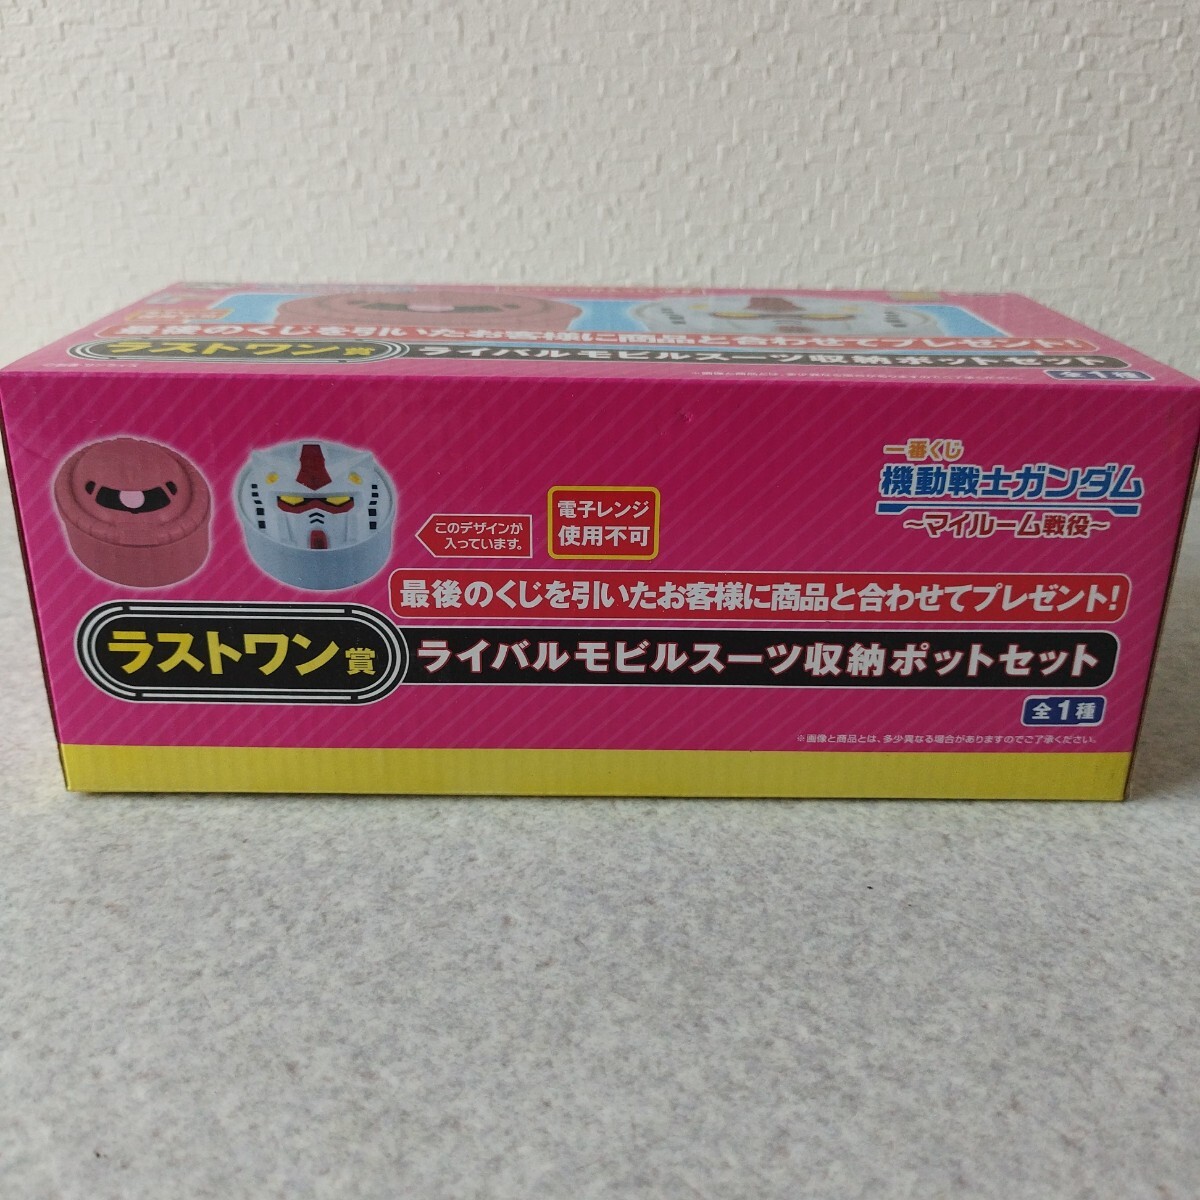 最後のくじを引いたお客様に商品と合わせてプレゼント!
ラストワン賞
ライバルモビルスーツ収納ポットセット
全1種
一番くじ
機動戦士ガンダム
~マイルーム戦役~
このデザインが
入っています。
電子レンジ
使用不可
最後のくじを引いたお客様に商品と合わせてプレゼント!
ラストワン賞
ライバルモビルスーツ収納ポットセット
全1種
※画像と商品とは、多少異なる場合がありますのでご了承ください。